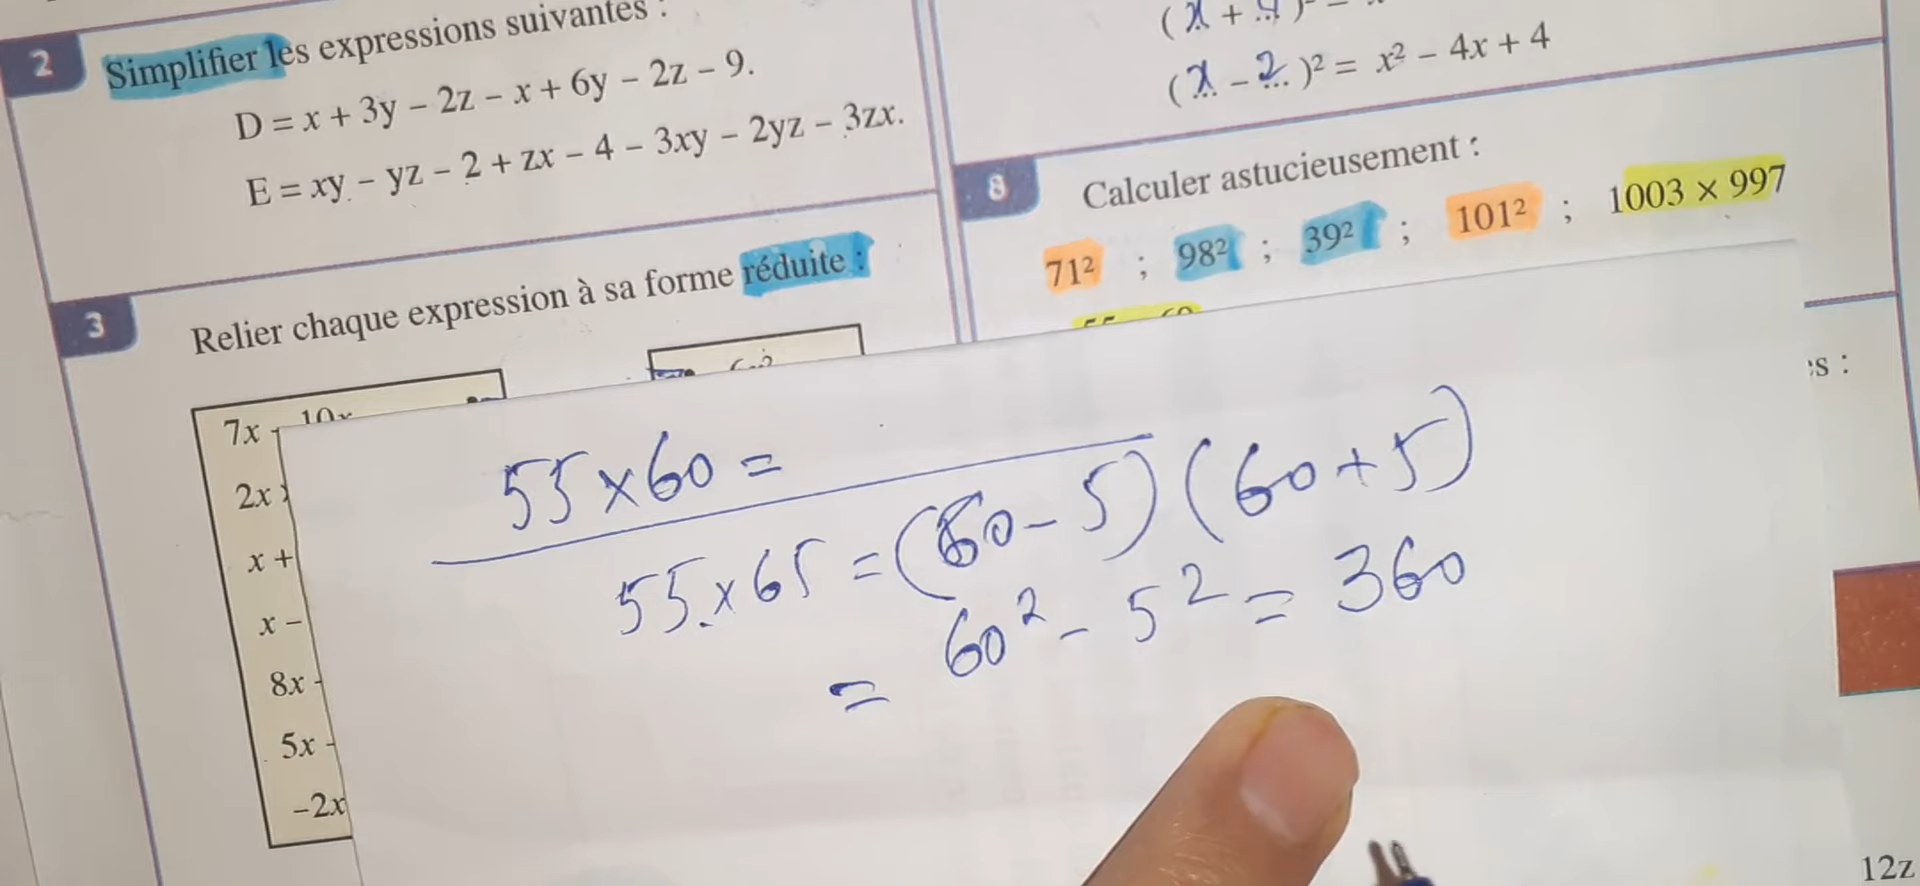 2 Simplifier les expressions suivantes :
D = x + 3y – 2z – x + 6y – 2z – 9.
E = xy – yz – 2 + zx – 4 – 3xy – 2yz – 3zx.
3 Relier chaque expression à sa forme réduite :
7x - 10x
2x
x +
x –
8x -
5x -
–2x
(x – 2)² = x² – 4x + 4
8 Calculer astucieusement :
71² ; 98² ; 39² ; 101² ; 1003 × 997
12z
55 × 60 =
55 × 65 = (60 - 5)(60 + 5)
= 60² - 5² = 360